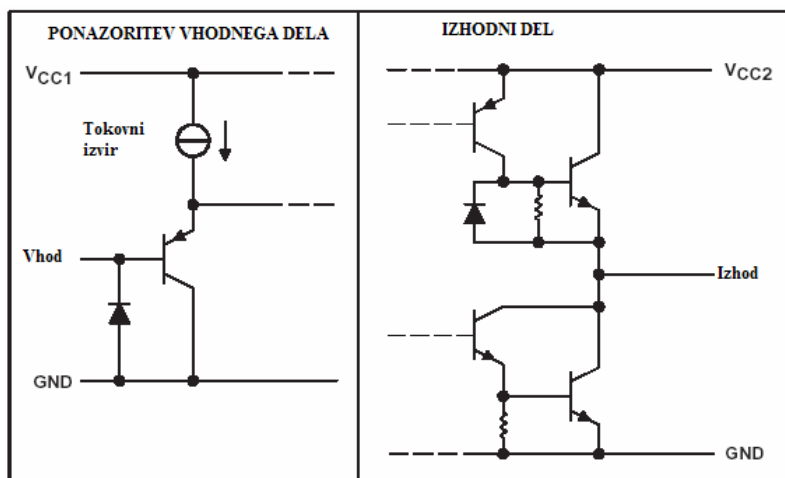 PONAZORITEV VHODNEGA DELA
VCC1
Tokovni
izvir
Vhod
GND
IZHODNI DEL
VCC2
Izhod
GND